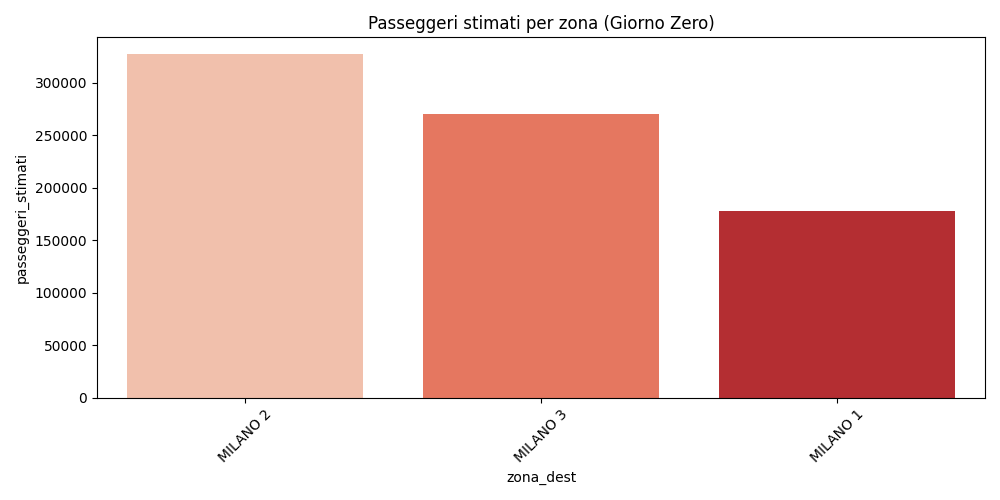 Passeggeri stimati per zona (Giorno Zero)
passeggeri_stimati
300000
250000
200000
150000
100000
50000
0
MILANO 2
MILANO 3
MILANO 1
zona_dest